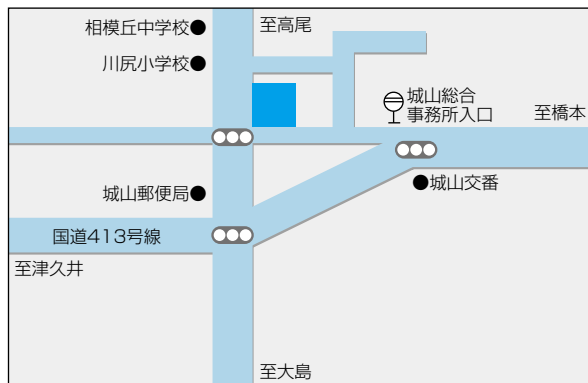 相模丘中学校
至高尾
川尻小学校
城山総合
事務所入口
至橋本
城山郵便局
城山交番
国道413号線
至津久井
至大島